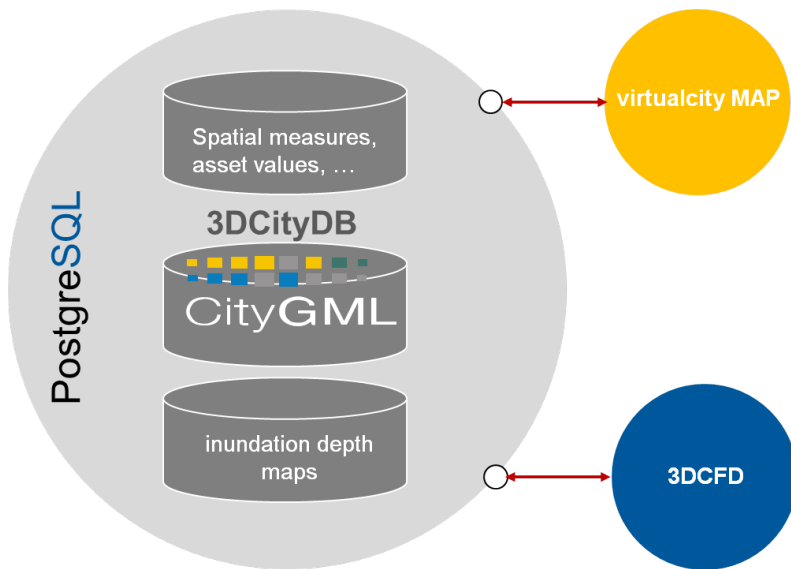 Spatial measures,
asset values, …
3DCityDB
CityGML
inundation depth
maps
PostgreSQL
virtualcity MAP
3DCFD